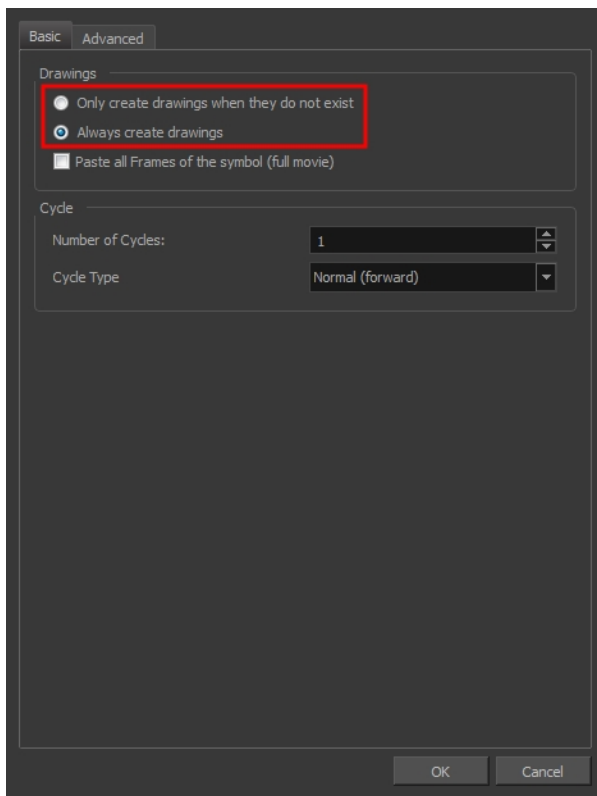 Basic Advanced
Drawings
Only create drawings when they do not exist
Always create drawings
Paste all Frames of the symbol (full movie)
Cycle
Number of Cycles: 1
Cycle Type Normal (forward)
OK Cancel